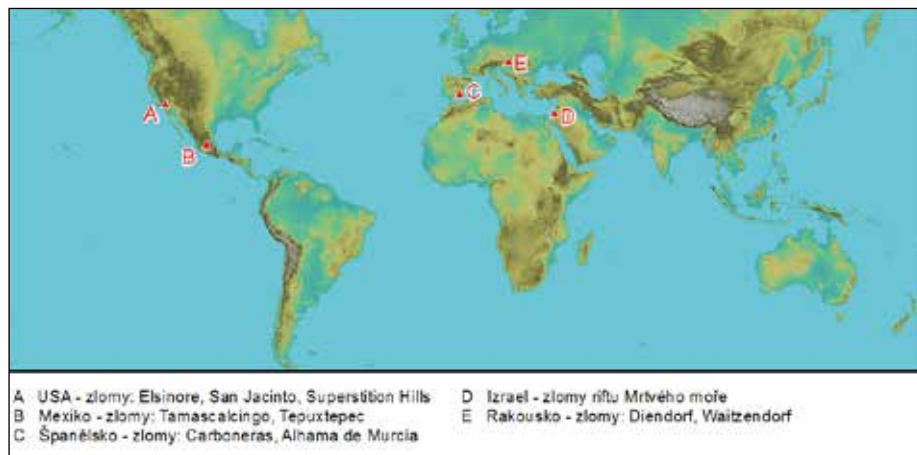 A
B
C
D
E
A USA - zlomy: Elsinore, San Jacinto, Superstition Hills
B Mexiko - zlomy: Tamascalcingo, Tepuxtepec
C Španělsko - zlomy: Carboneras, Alhama de Murcia
D Izrael - zlomy riftu Mrtvého moře
E Rakousko - zlomy: Diendorf, Waitzendorf